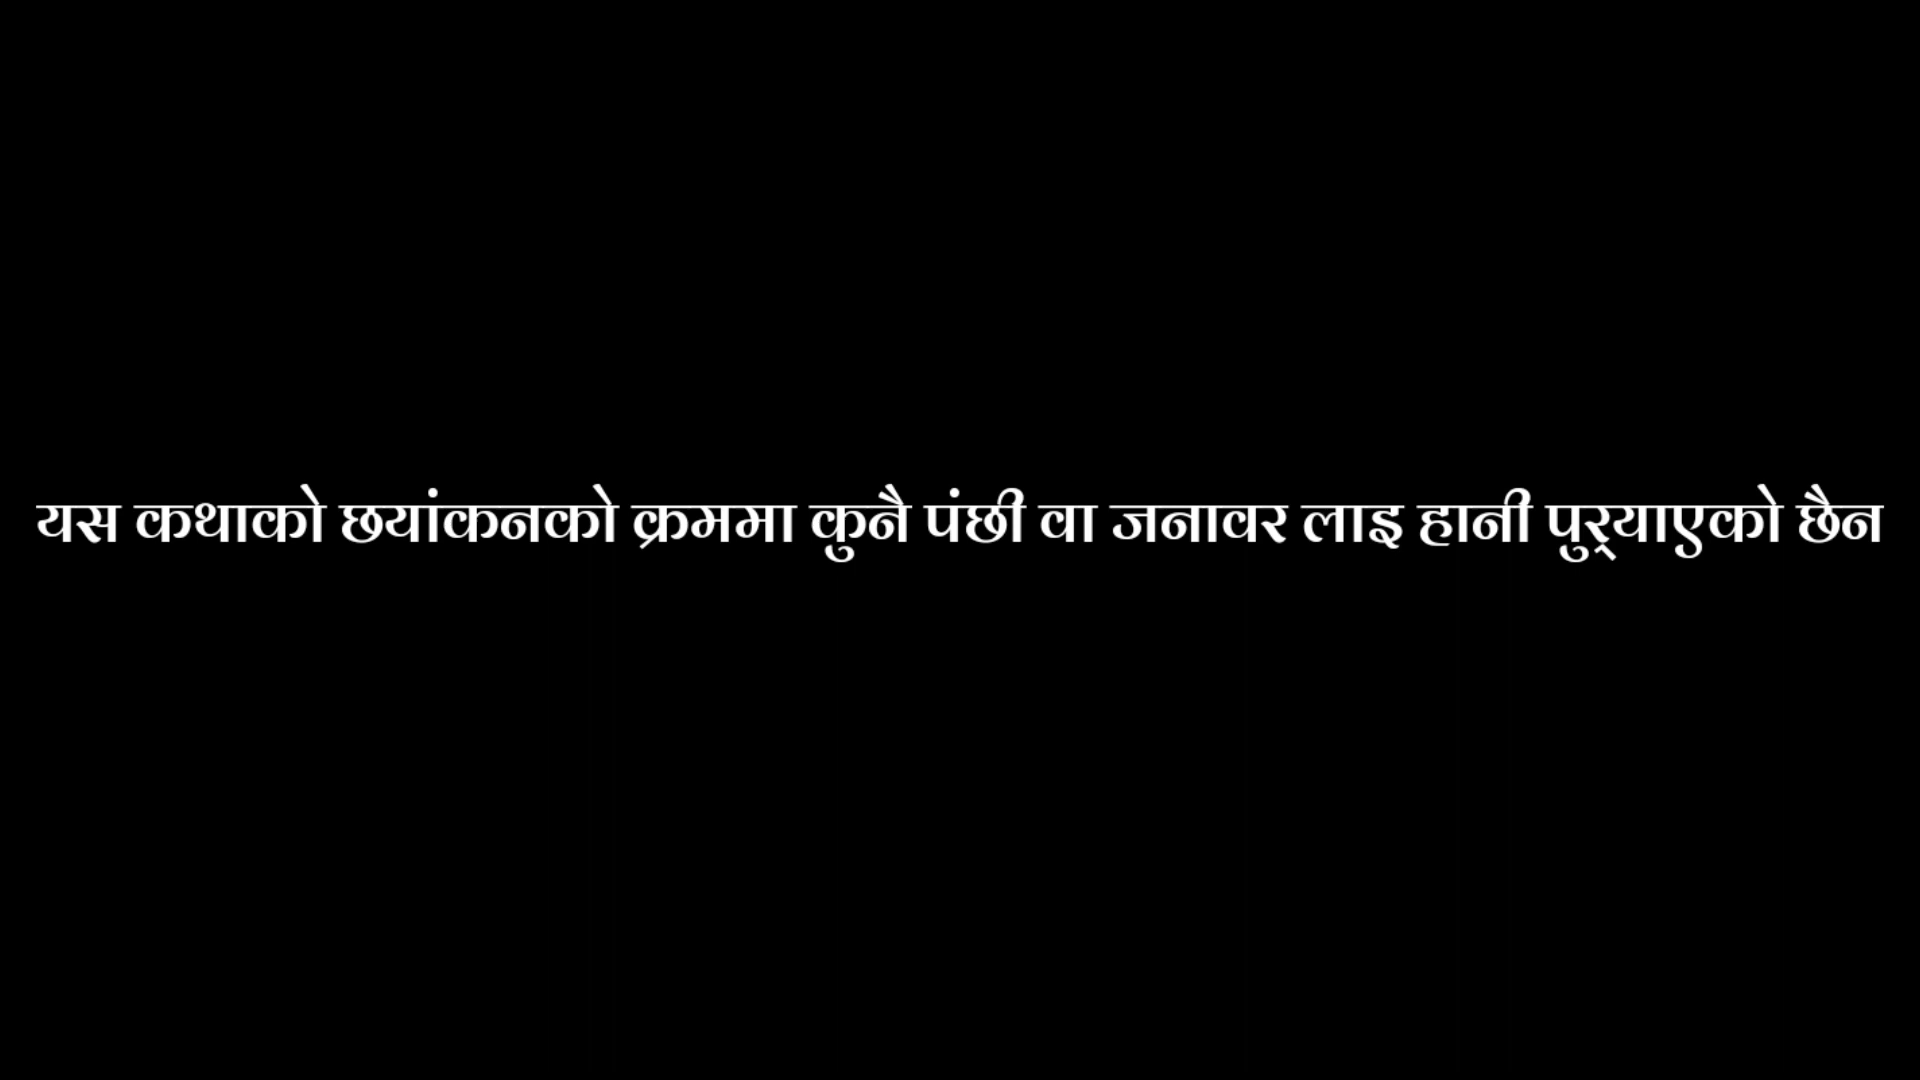 यस कथाको छयांकनको क्रममा कुनै पंछी वा जनावर लाइ हानी पुर्‍याएको छैन